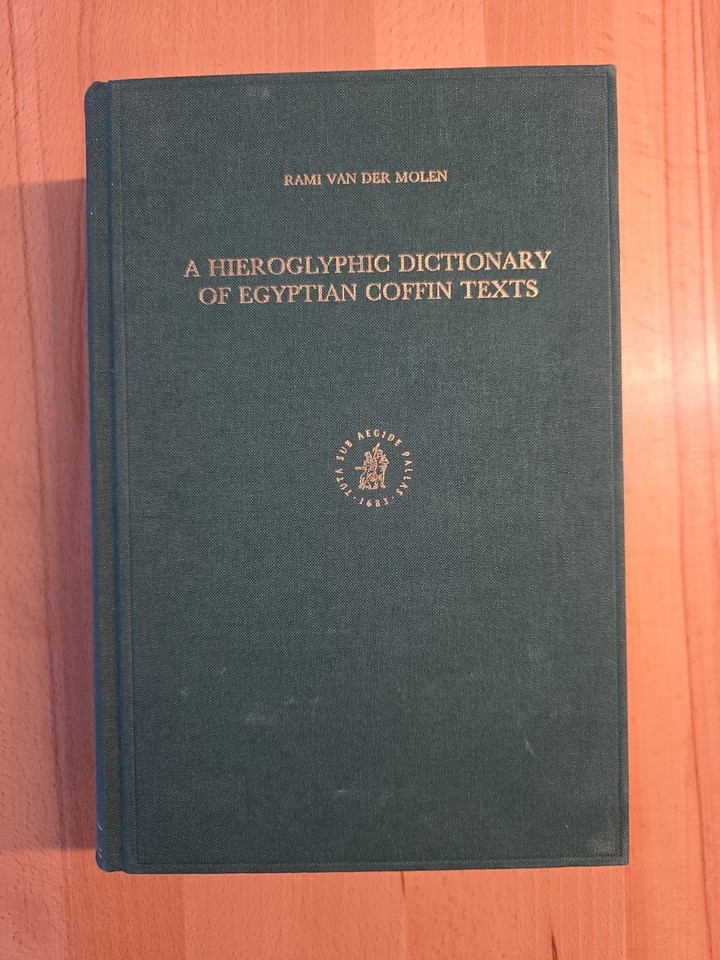 RAMI VAN DER MOLEN
A HIEROGLYPHIC DICTIONARY
OF EGYPTIAN COFFIN TEXTS
TUTA SUB AEGIDE PALLAS
· 1683 ·